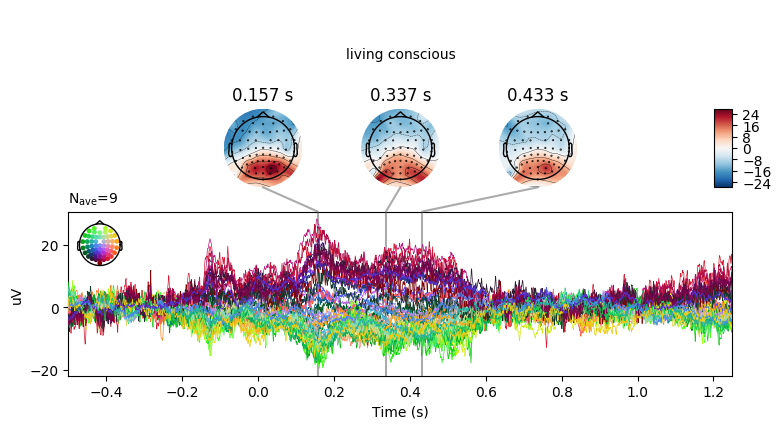 living conscious
0.157 s 0.337 s 0.433 s
24
16
8
0
−8
−16
−24
Nave=9
20
0
−20
uV
−0.4 −0.2 0.0 0.2 0.4 0.6 0.8 1.0 1.2
Time (s)